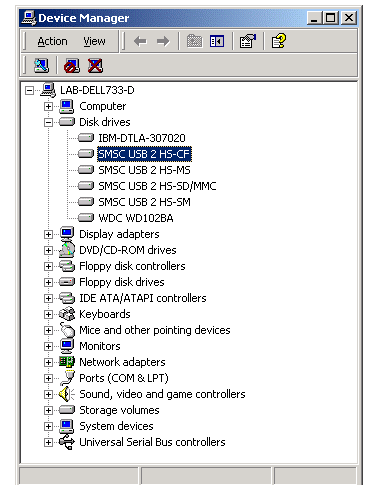 Device Manager
Action View
LAB-DELL733-D
Computer
Disk drives
IBM-DTLA-307020
SMSC USB 2 HS-CF
SMSC USB 2 HS-MS
SMSC USB 2 HS-SD/MMC
SMSC USB 2 HS-SM
WDC WD102BA
Display adapters
DVD/CD-ROM drives
Floppy disk controllers
Floppy disk drives
IDE ATA/ATAPI controllers
Keyboards
Mice and other pointing devices
Monitors
Network adapters
Ports (COM & LPT)
Sound, video and game controllers
Storage volumes
System devices
Universal Serial Bus controllers